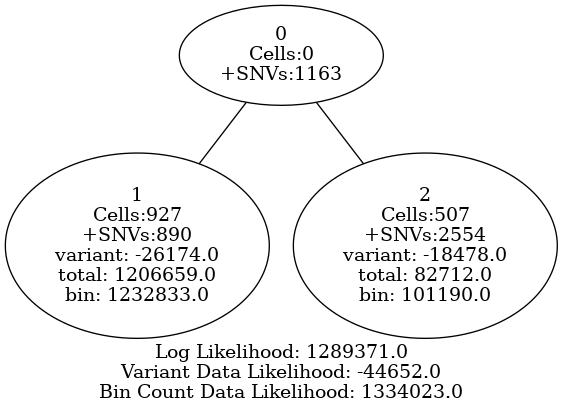 0
Cells:0
+SNVs:1163
1
Cells:927
+SNVs:890
variant: -26174.0
total: 1206659.0
bin: 1232833.0
2
Cells:507
+SNVs:2554
variant: -18478.0
total: 82712.0
bin: 101190.0
Log Likelihood: 1289371.0
Variant Data Likelihood: -44652.0
Bin Count Data Likelihood: 1334023.0